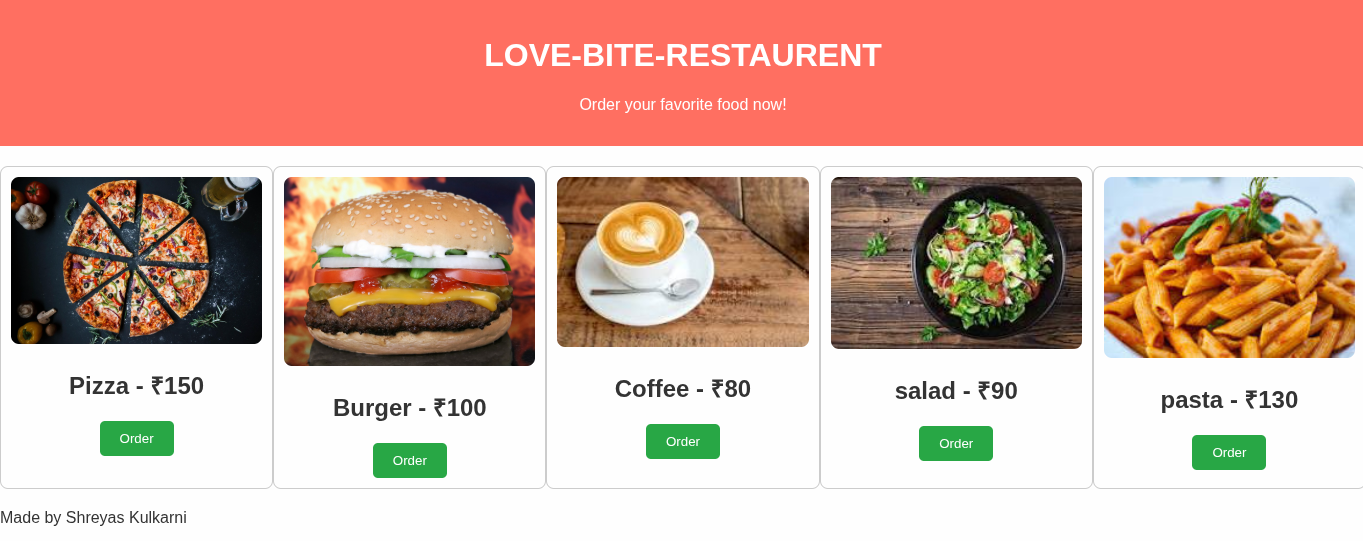 LOVE-BITE-RESTAURENT
Order your favorite food now!
Pizza - ₹150
Order
Burger - ₹100
Order
Coffee - ₹80
Order
salad - ₹90
Order
pasta - ₹130
Order
Made by Shreyas Kulkarni